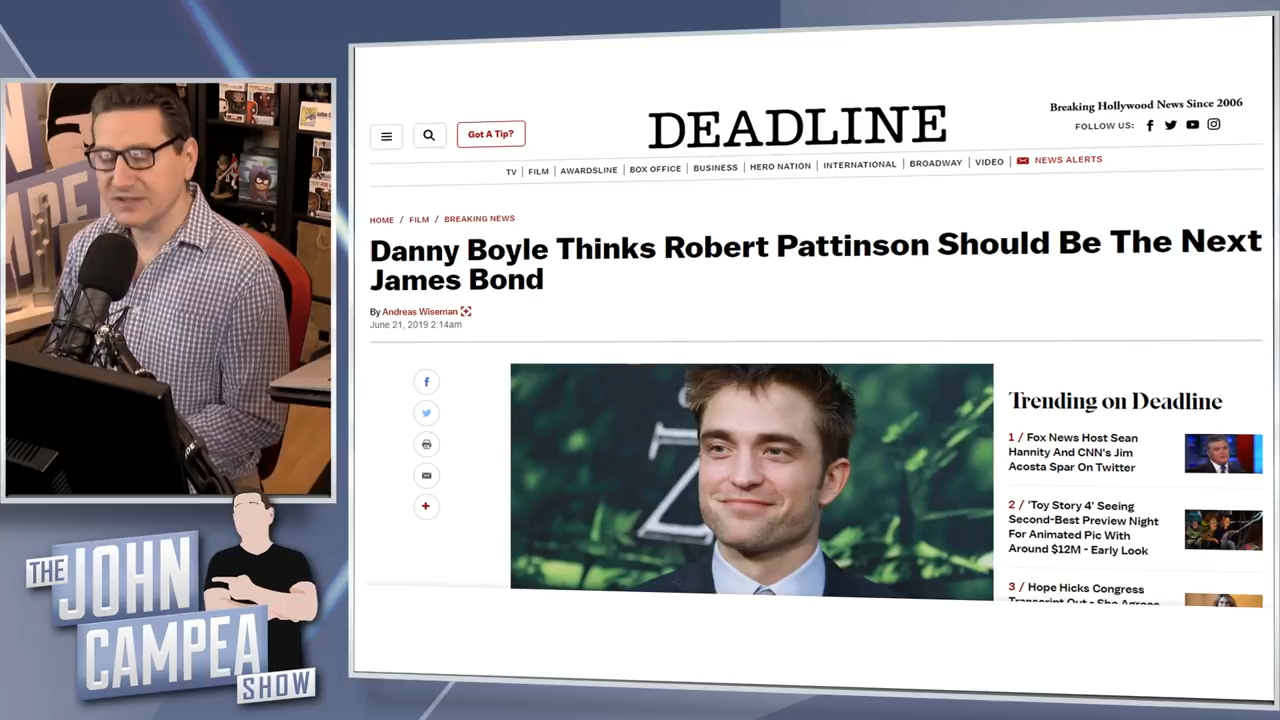 DEADLINE
Breaking Hollywood News Since 2006
FOLLOW US:
Got A Tip?
TV | FILM | AWARDSLINE | BOX OFFICE | BUSINESS | HERO NATION | INTERNATIONAL | BROADWAY | VIDEO | NEWS ALERTS
HOME / FILM / BREAKING NEWS
Danny Boyle Thinks Robert Pattinson Should Be The Next
James Bond
By Andreas Wiseman
June 21, 2019 2:14am
Trending on Deadline
1 / Fox News Host Sean
Hannity And CNN's Jim
Acosta Spar On Twitter
2 / 'Toy Story 4' Seeing
Second-Best Preview Night
For Animated Pic With
Around $12M - Early Look
3 / Hope Hicks Congress
Transcript Out - She Agrees
THE
JOHN
CAMPEA
SHOW